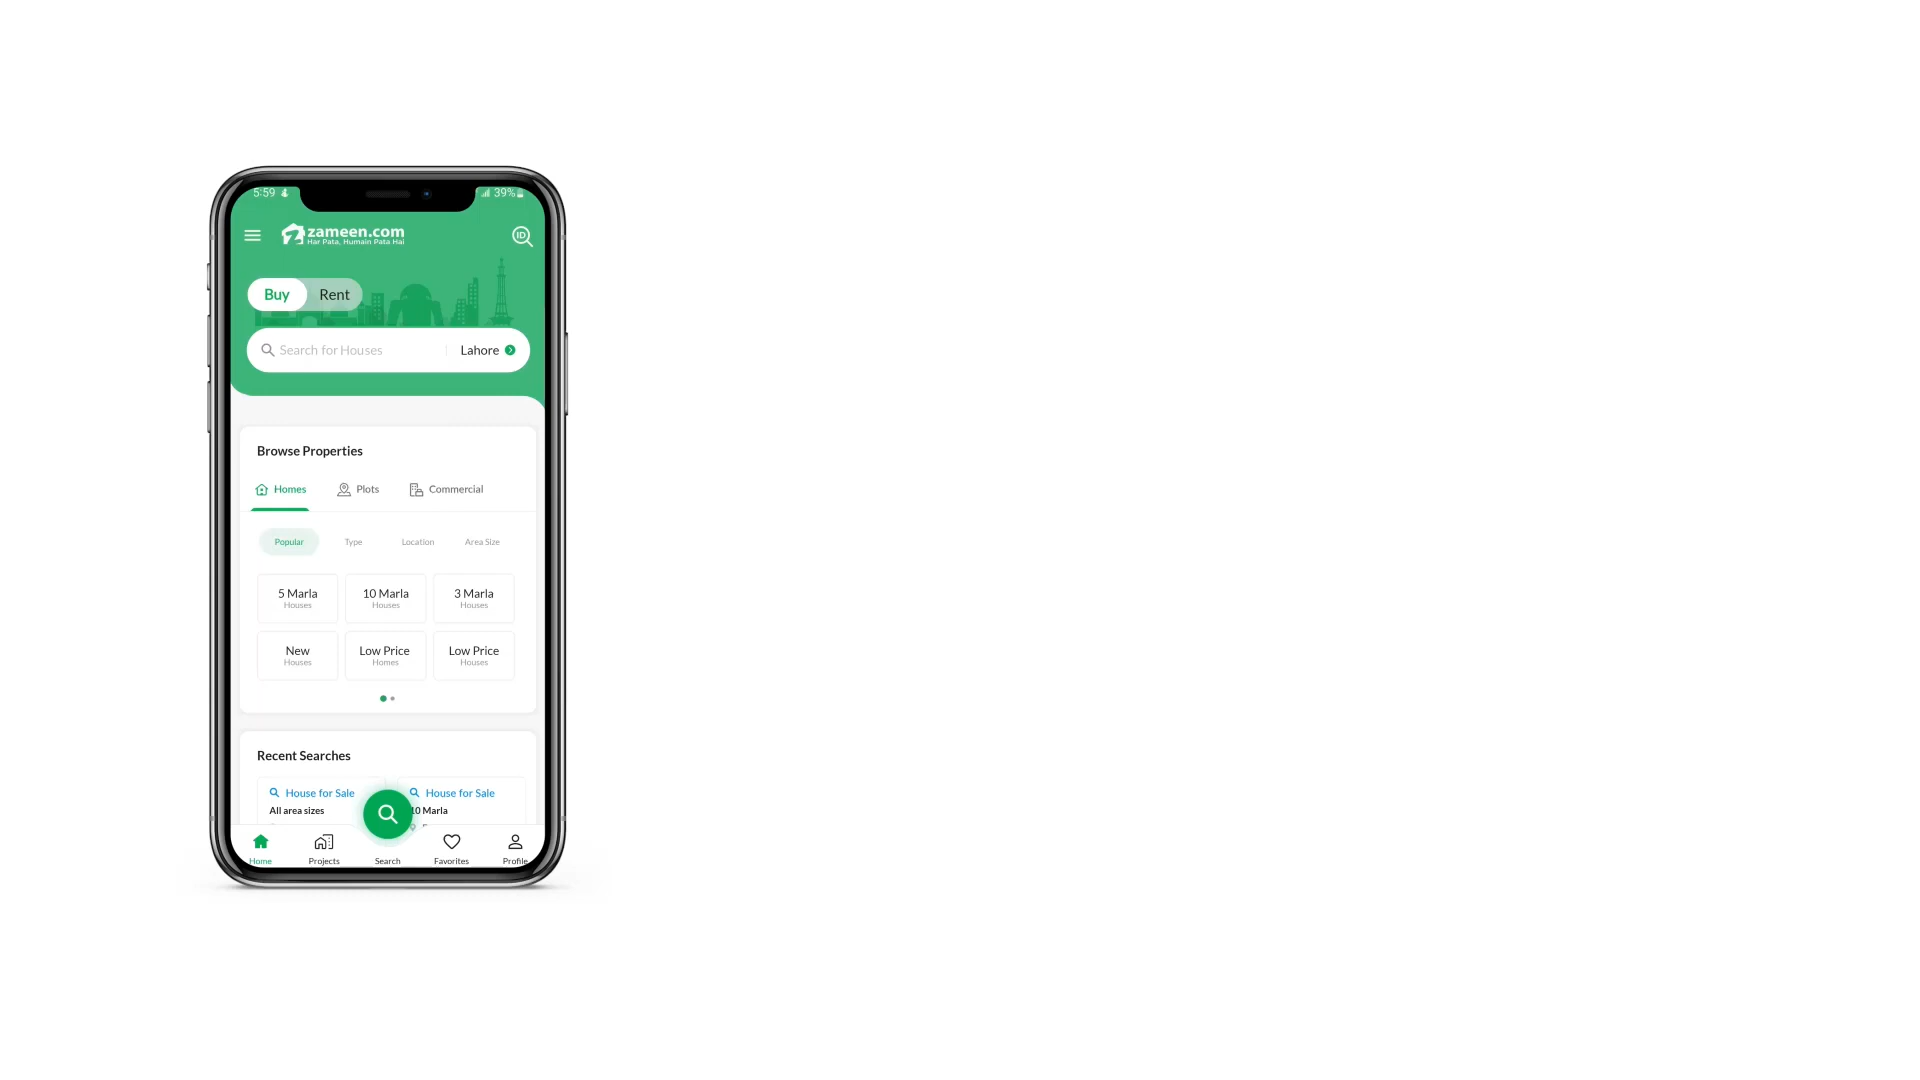 5:59
39%
zameen.com
Har Pata, Humain Pata Hai
ID
Buy Rent
Search for Houses Lahore
Browse Properties
Homes Plots Commercial
Popular Type Location Area Size
5 Marla 10 Marla 3 Marla
Houses Houses Houses
New Low Price Low Price
Houses Homes Houses
Recent Searches
House for Sale House for Sale
All area sizes 10 Marla
Home Projects Search Favorites Profile